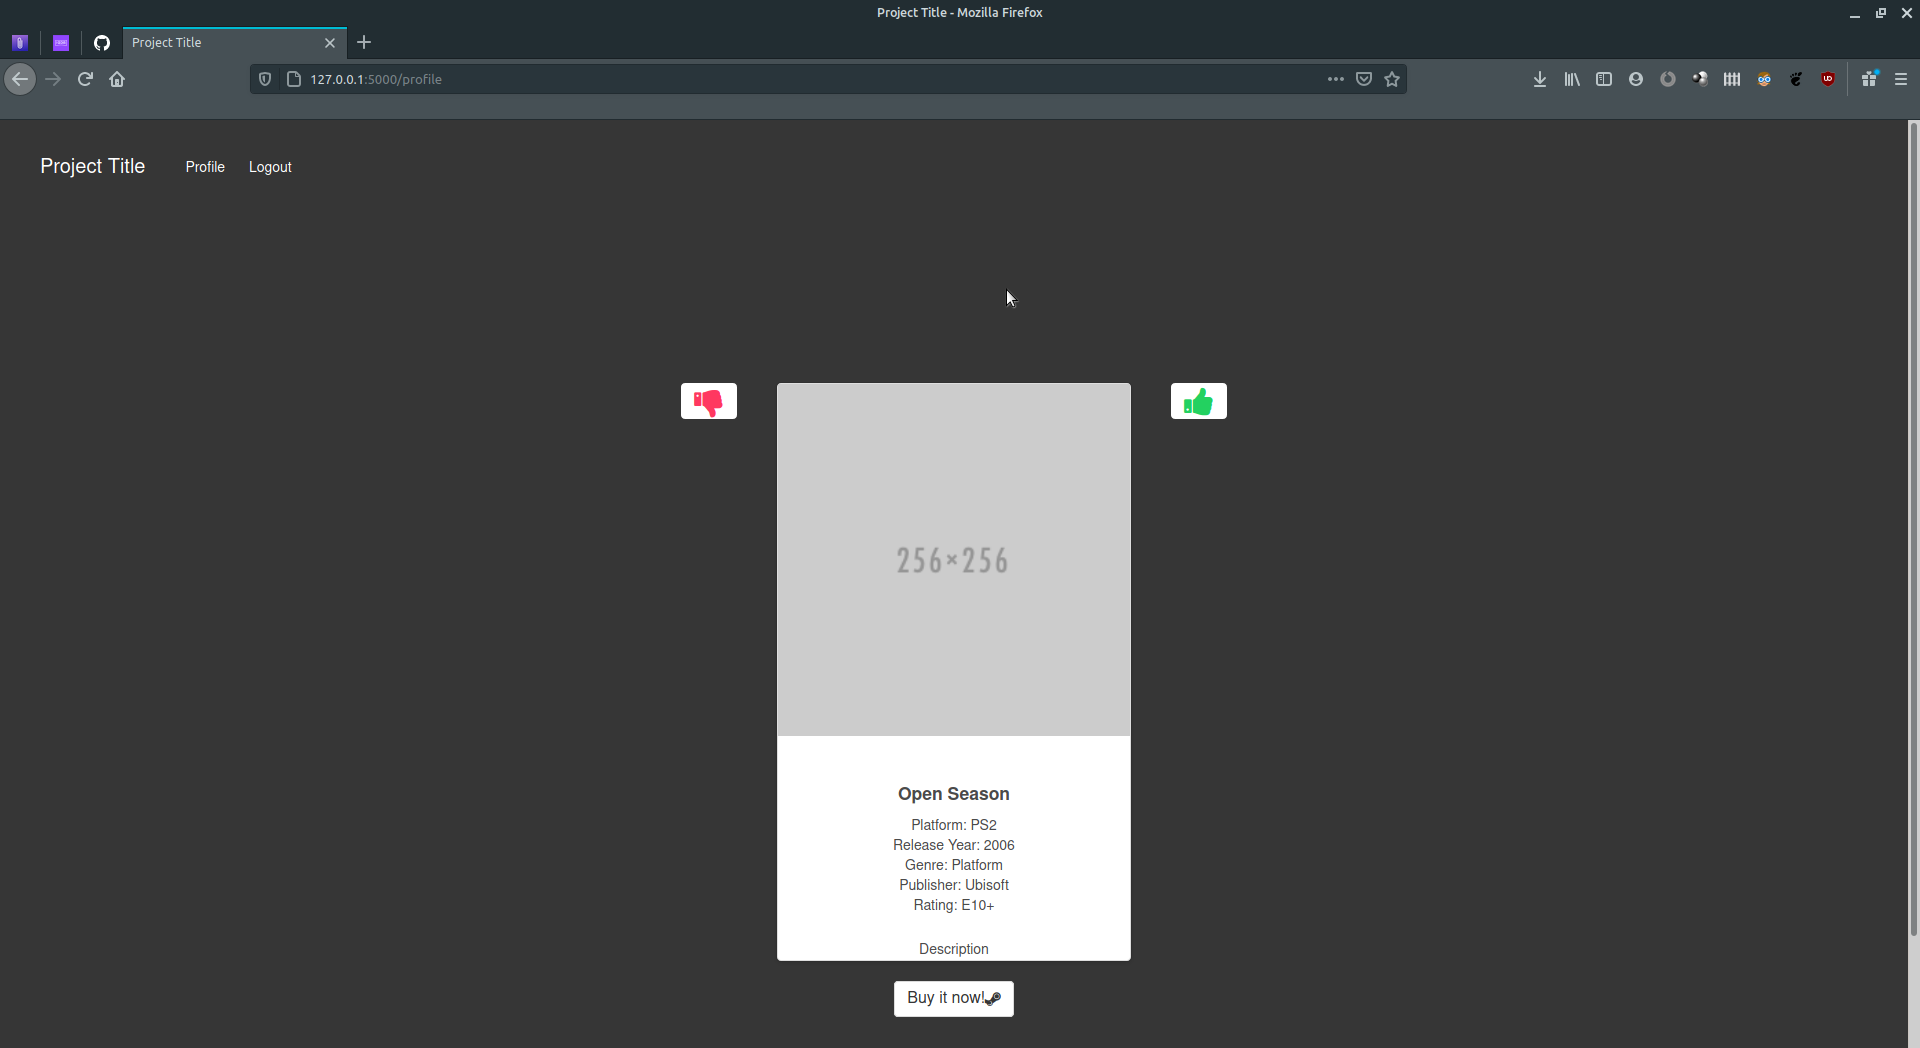 Project Title - Mozilla Firefox
Project Title
127.0.0.1:5000/profile
Project Title Profile Logout
256×256
Open Season
Platform: PS2
Release Year: 2006
Genre: Platform
Publisher: Ubisoft
Rating: E10+
Description
Buy it now!